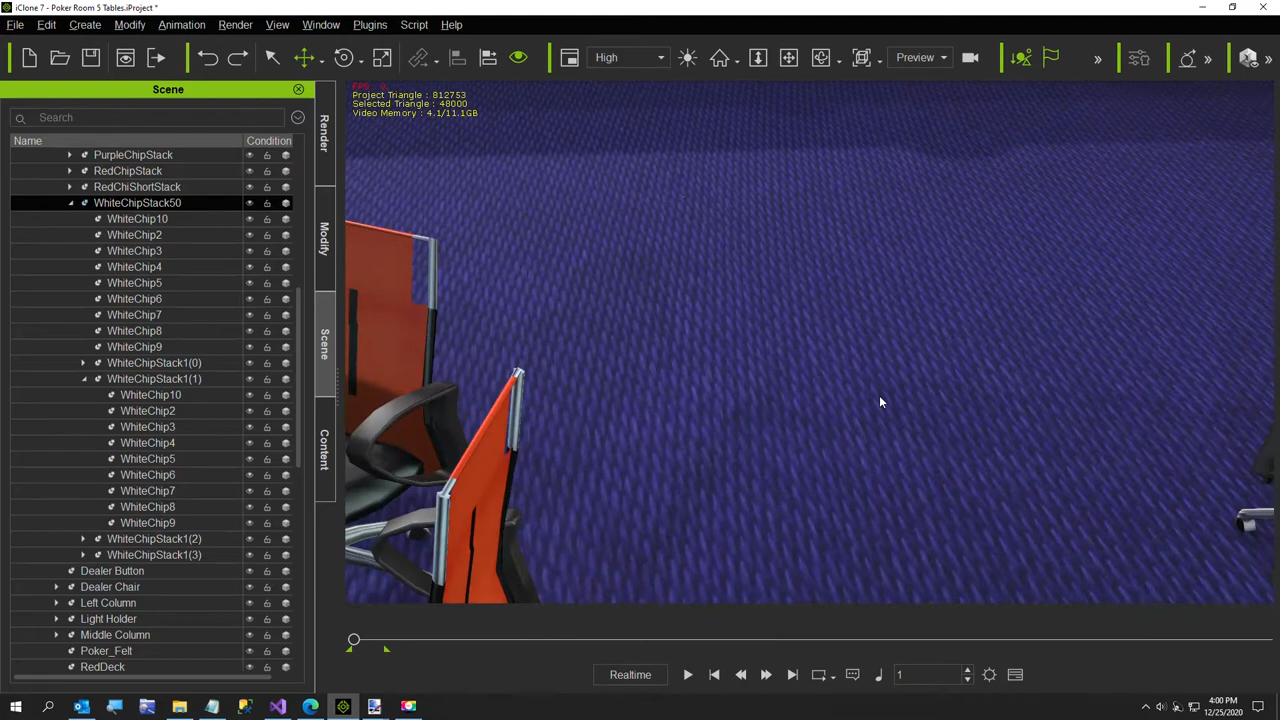 iClone 7 - Poker Room 5 Tables.iProject *
File Edit Create Modify Animation Render View Window Plugins Script Help
High Preview
Scene
Search
Name Condition
PurpleChipStack
RedChipStack
RedChiShortStack
WhiteChipStack50
WhiteChip10
WhiteChip2
WhiteChip3
WhiteChip4
WhiteChip5
WhiteChip6
WhiteChip7
WhiteChip8
WhiteChip9
WhiteChipStack1(0)
WhiteChipStack1(1)
WhiteChip10
WhiteChip2
WhiteChip3
WhiteChip4
WhiteChip5
WhiteChip6
WhiteChip7
WhiteChip8
WhiteChip9
WhiteChipStack1(2)
WhiteChipStack1(3)
Dealer Button
Dealer Chair
Left Column
Light Holder
Middle Column
Poker_Felt
RedDeck
Render
Modify
Scene
Content
Project Triangle : 812753
Selected Triangle : 48000
Video Memory : 4.1/11.1GB
Realtime
1
4:00 PM
12/25/2020